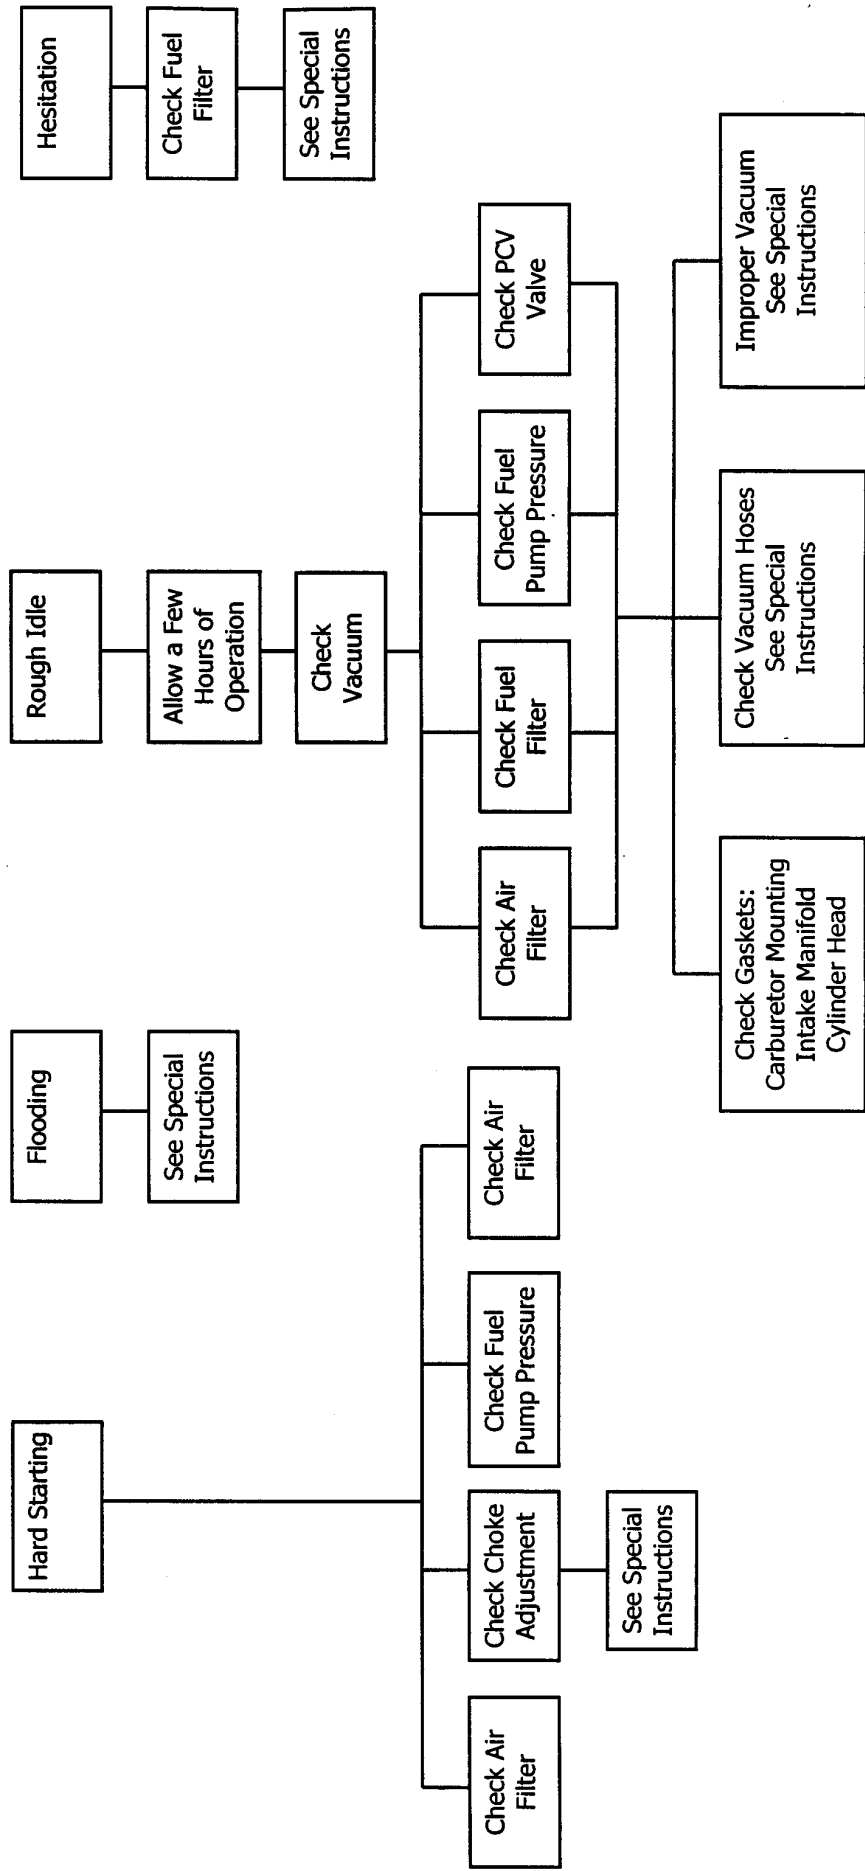 Hard Starting
Check Air
Filter
Check Choke
Adjustment
See Special
Instructions
Check Fuel
Pump Pressure
Check Air
Filter
Flooding
See Special
Instructions
Rough Idle
Allow a Few
Hours of
Operation
Check
Vacuum
Check Air
Filter
Check Fuel
Filter
Check Fuel
Pump Pressure
Check PCV
Valve
Check Gaskets:
Carburetor Mounting
Intake Manifold
Cylinder Head
Check Vacuum Hoses
See Special
Instructions
Improper Vacuum
See Special
Instructions
Hesitation
Check Fuel
Filter
See Special
Instructions